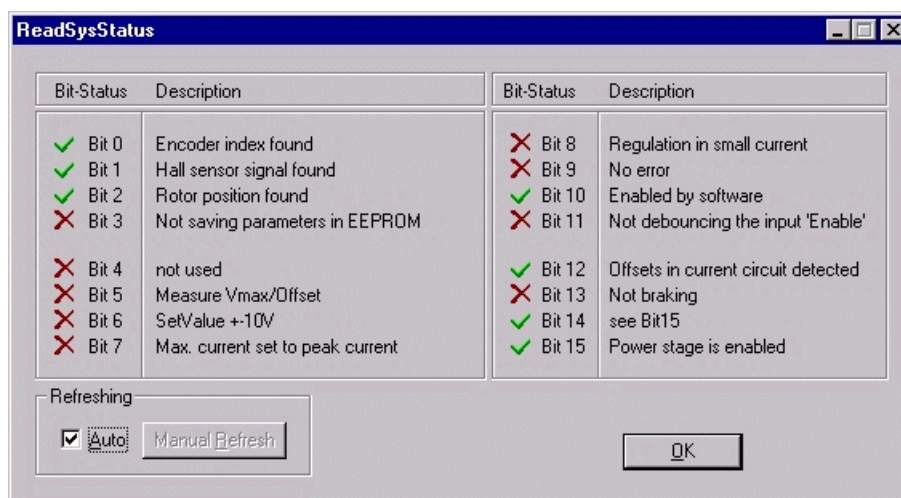 ReadSysStatus
Bit-Status Description
Bit 0 Encoder index found
Bit 1 Hall sensor signal found
Bit 2 Rotor position found
Bit 3 Not saving parameters in EEPROM
Bit 4 not used
Bit 5 Measure Vmax/Offset
Bit 6 SetValue +-10V
Bit 7 Max. current set to peak current
Bit-Status Description
Bit 8 Regulation in small current
Bit 9 No error
Bit 10 Enabled by software
Bit 11 Not debouncing the input 'Enable'
Bit 12 Offsets in current circuit detected
Bit 13 Not braking
Bit 14 see Bit15
Bit 15 Power stage is enabled
Refreshing
Auto Manual Refresh
OK